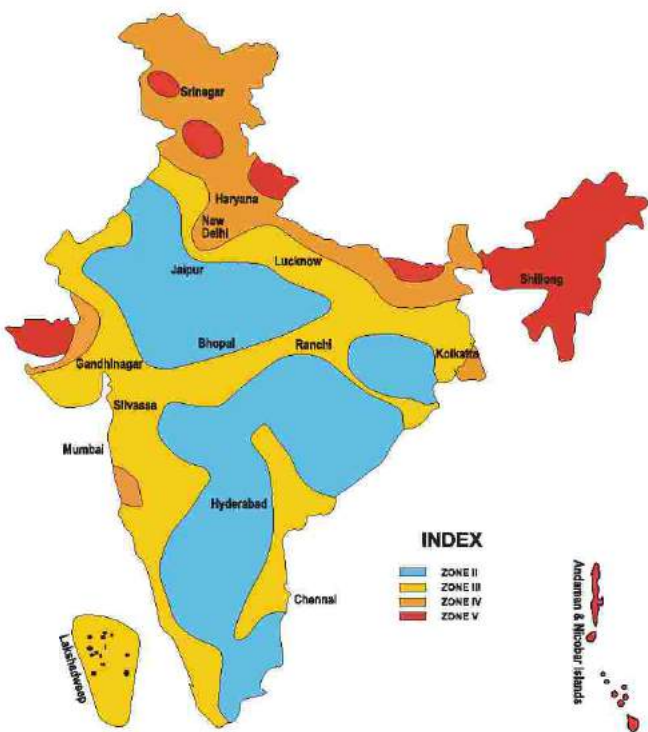 Srinagar
Haryana
New
Delhi
Lucknow
Jaipur
Shillong
Bhopal
Ranchi
Kolkatta
Gandhinagar
Silvassa
Mumbai
Hyderabad
INDEX
ZONE II
ZONE III
ZONE IV
ZONE V
Chennai
Lakshadweep
Andaman & Nicobar Islands